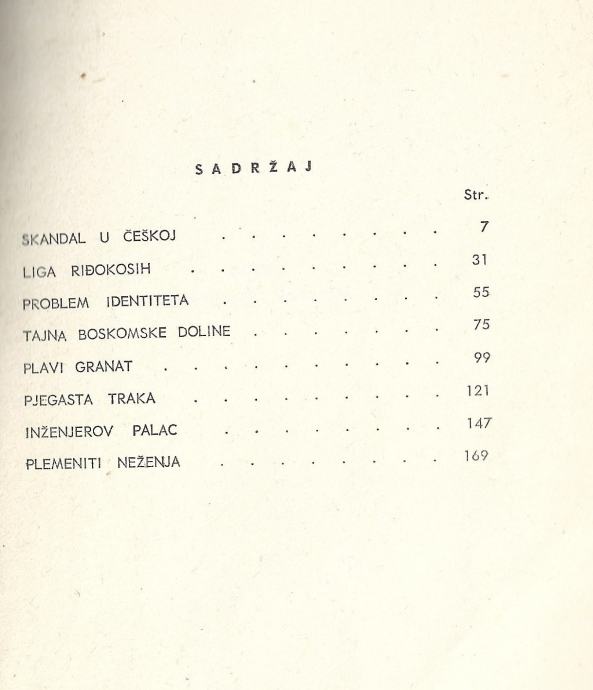 SADRŽAJ
Str.
SKANDAL U ČEŠKOJ . . . . . . . . 7
LIGA RIĐOKOSIH . . . . . . . . . 31
PROBLEM IDENTITETA . . . . . . . . 55
TAJNA BOSKOMSKE DOLINE . . . . . . . 75
PLAVI GRANAT . . . . . . . . . . 99
PJEGASTA TRAKA . . . . . . . . . 121
INŽENJEROV PALAC . . . . . . . . 147
PLEMENITI NEŽENJA . . . . . . . . 169